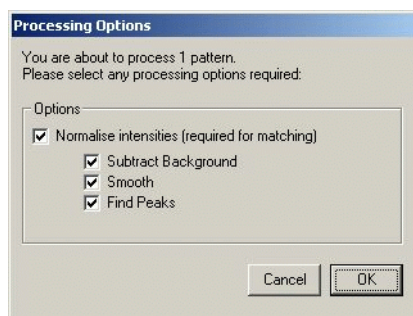 Processing Options
You are about to process 1 pattern.
Please select any processing options required:
Options
Normalise intensities (required for matching)
Subtract Background
Smooth
Find Peaks
Cancel OK